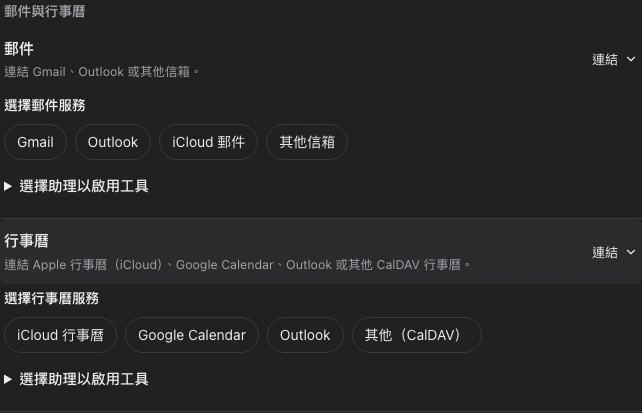 郵件與行事曆
郵件
連結
連結 Gmail、Outlook 或其他信箱。
選擇郵件服務
Gmail
Outlook
iCloud 郵件
其他信箱
選擇助理以啟用工具
行事曆
連結
連結 Apple 行事曆（iCloud）、Google Calendar、Outlook 或其他 CalDAV 行事曆。
選擇行事曆服務
iCloud 行事曆
Google Calendar
Outlook
其他（CalDAV）
選擇助理以啟用工具